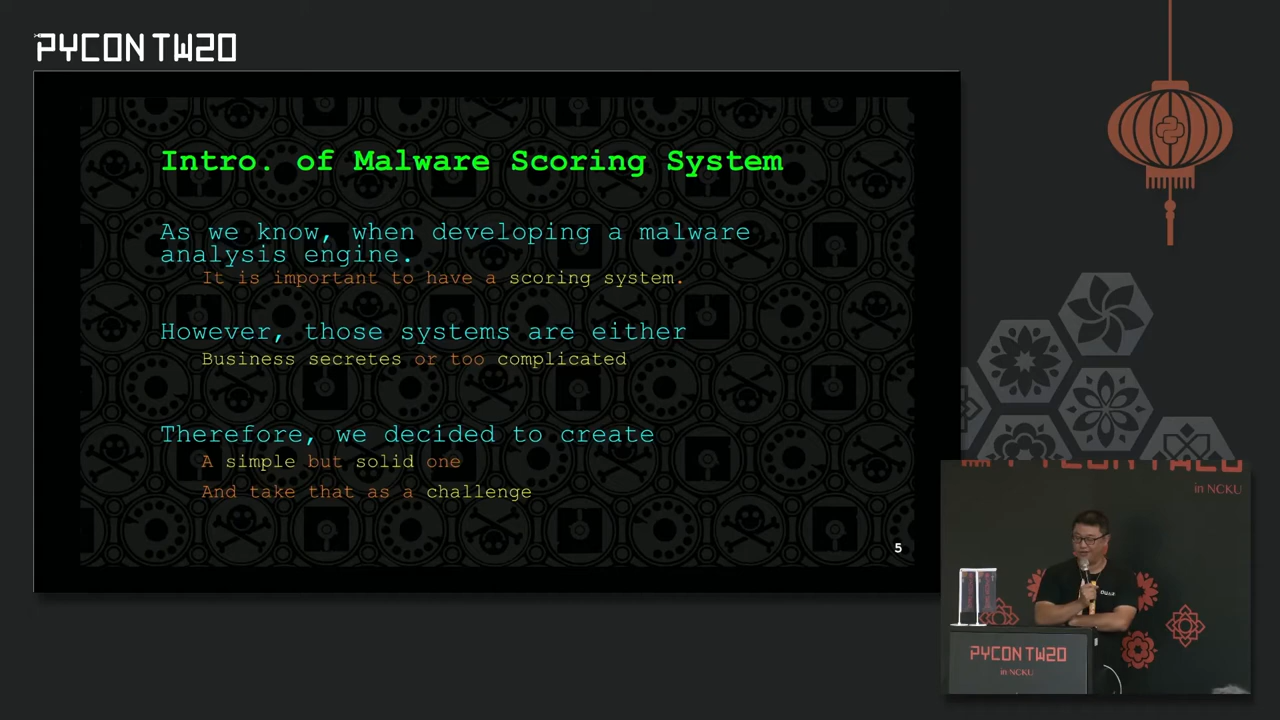 PYCON TW20
Intro. of Malware Scoring System
As we know, when developing a malware
analysis engine.
It is important to have a scoring system.
However, those systems are either
Business secretes or too complicated
Therefore, we decided to create
A simple but solid one
And take that as a challenge
5
PYCON TW20
in NCKU
PYCON TW20
in NCKU